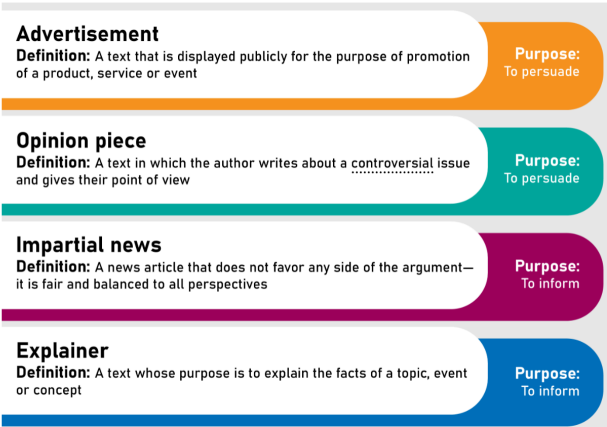 Advertisement
Definition: A text that is displayed publicly for the purpose of promotion
of a product, service or event
Purpose:
To persuade
Opinion piece
Definition: A text in which the author writes about a controversial issue
and gives their point of view
Purpose:
To persuade
Impartial news
Definition: A news article that does not favor any side of the argument—
it is fair and balanced to all perspectives
Purpose:
To inform
Explainer
Definition: A text whose purpose is to explain the facts of a topic, event
or concept
Purpose:
To inform